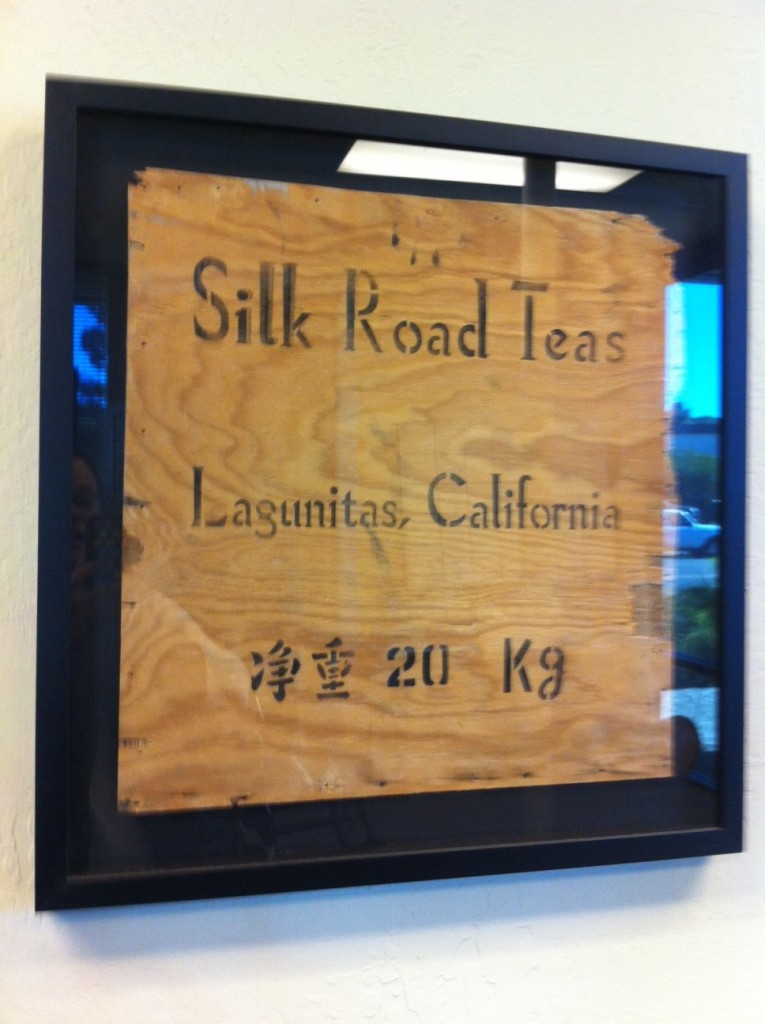 Silk Road Teas
Lagunitas, California
净重 20 Kg